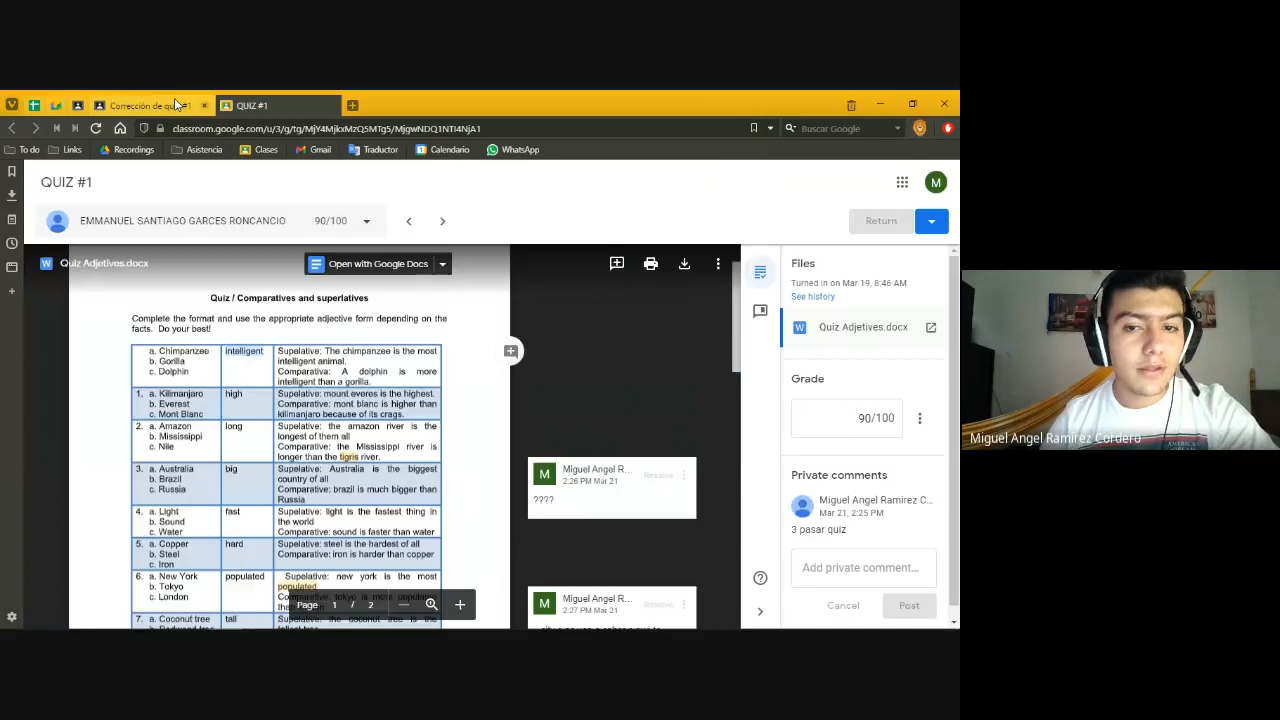 Corrección de quiz #1
QUIZ #1
classroom.google.com/u/3/g/tg/MjY4MjkxMzQ5MTg5/MjgwNDQ1NTI4NjA1
Buscar Google
To do
Links
Recordings
Asistencia
Clases
Gmail
Traductor
Calendario
WhatsApp
QUIZ #1
M
EMMANUEL SANTIAGO GARCES RONCANCIO 90/100
Return
Quiz Adjetives.docx
Open with Google Docs
Quiz / Comparatives and superlatives
Complete the format and use the appropriate adjective form depending on the
facts. Do your best!
a. Chimpanzee
b. Gorilla
c. Dolphin
intelligent
Supelative: The chimpanzee is the most
intelligent animal.
Comparativa: A dolphin is more
intelligent than a gorilla.
1. a. Kilimanjaro
b. Everest
c. Mont Blanc
high
Supelative: mount everes is the highest.
Comparative: mont blanc is higher than
kilimanjaro because of its crags.
2. a. Amazon
b. Mississippi
c. Nile
long
Supelative: the amazon river is the
longest of them all
Comparative: the Mississippi river is
longer than the tigris river.
3. a. Australia
b. Brazil
c. Russia
big
Supelative: Australia is the biggest
country of all
Comparative: brazil is much bigger than
Russia
4. a. Light
b. Sound
c. Water
fast
Supelative: light is the fastest thing in
the world
Comparative: sound is faster than water
5. a. Copper
b. Steel
c. Iron
hard
Supelative: steel is the hardest of all
Comparative: iron is harder than copper
6. a. New York
b. Tokyo
c. London
populated
Supelative: new york is the most
populated
Comparative: tokyo is more
7. a. Coconut tree
tall
Supelative: the coconut tree is the
Page 1 / 2
M
Miguel Angel R...
2:26 PM Mar 21
Resolve
????
M
Miguel Angel R...
2:27 PM Mar 21
Resolve
Files
Turned in on Mar 19, 8:46 AM
See history
Quiz Adjetives.docx
Grade
90/100
Private comments
Miguel Angel Ramirez C...
Mar 21, 2:25 PM
3 pasar quiz
Add private comment...
Cancel
Post
Miguel Angel Ramirez Cordero